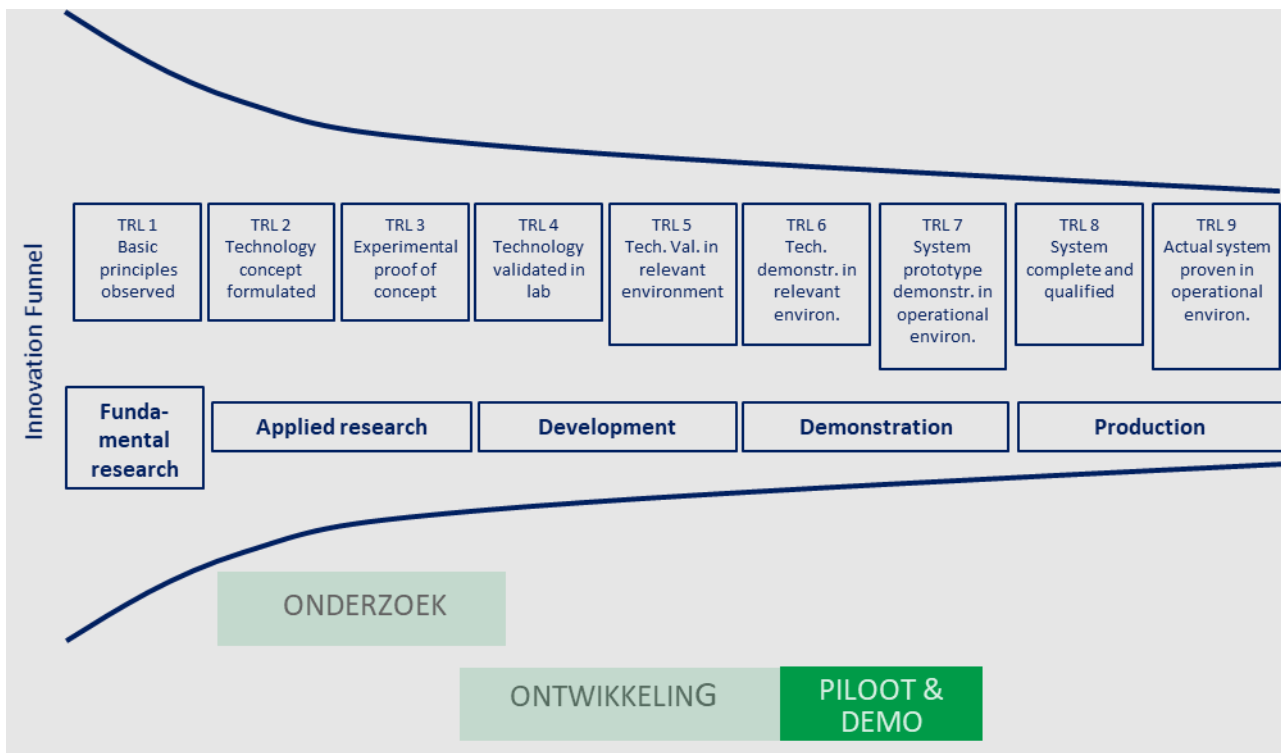 Innovation Funnel
TRL 1
Basic
principles
observed
TRL 2
Technology
concept
formulated
TRL 3
Experimental
proof of
concept
TRL 4
Technology
validated in
lab
TRL 5
Tech. Val. in
relevant
environment
TRL 6
Tech.
demonstr. in
relevant
environ.
TRL 7
System
prototype
demonstr. in
operational
environ.
TRL 8
System
complete and
qualified
TRL 9
Actual system
proven in
operational
environ.
Funda-
mental
research
Applied research
Development
Demonstration
Production
ONDERZOEK
ONTWIKKELING
PILOOT &
DEMO